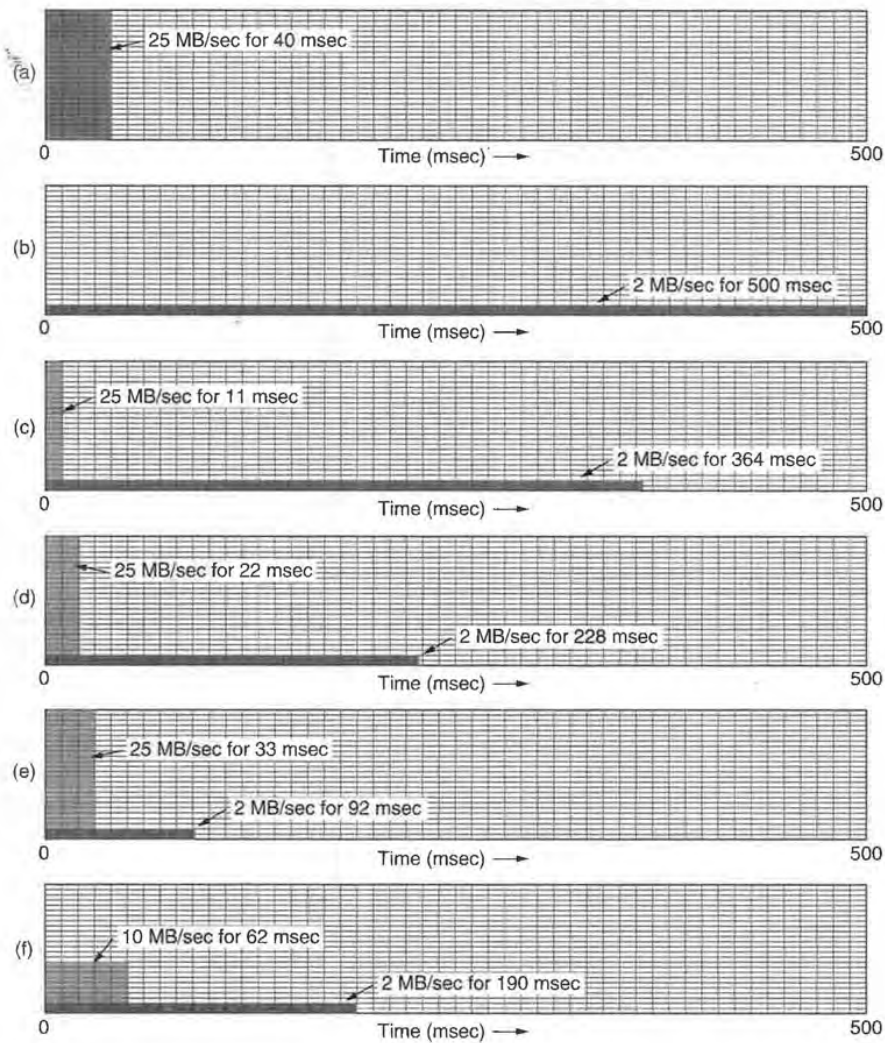 25 MB/sec for 40 msec
(a)
0
Time (msec)
500
(b)
2 MB/sec for 500 msec
0
Time (msec)
500
25 MB/sec for 11 msec
(c)
2 MB/sec for 364 msec
0
Time (msec)
500
25 MB/sec for 22 msec
(d)
2 MB/sec for 228 msec
0
Time (msec)
500
25 MB/sec for 33 msec
(e)
2 MB/sec for 92 msec
0
Time (msec)
500
10 MB/sec for 62 msec
(f)
2 MB/sec for 190 msec
0
Time (msec)
500